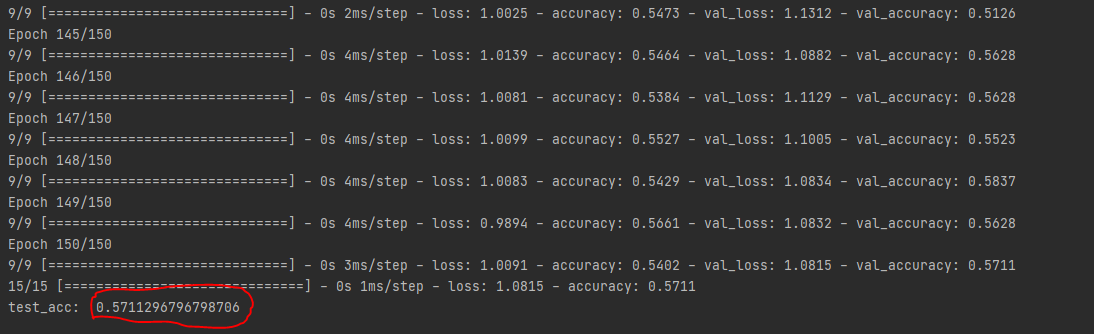 9/9 [==============================] - 0s 2ms/step - loss: 1.0025 - accuracy: 0.5473 - val_loss: 1.1312 - val_accuracy: 0.5126
Epoch 145/150
9/9 [==============================] - 0s 4ms/step - loss: 1.0139 - accuracy: 0.5464 - val_loss: 1.0882 - val_accuracy: 0.5628
Epoch 146/150
9/9 [==============================] - 0s 4ms/step - loss: 1.0081 - accuracy: 0.5384 - val_loss: 1.1129 - val_accuracy: 0.5628
Epoch 147/150
9/9 [==============================] - 0s 4ms/step - loss: 1.0099 - accuracy: 0.5527 - val_loss: 1.1005 - val_accuracy: 0.5523
Epoch 148/150
9/9 [==============================] - 0s 4ms/step - loss: 1.0083 - accuracy: 0.5429 - val_loss: 1.0834 - val_accuracy: 0.5837
Epoch 149/150
9/9 [==============================] - 0s 4ms/step - loss: 0.9894 - accuracy: 0.5661 - val_loss: 1.0832 - val_accuracy: 0.5628
Epoch 150/150
9/9 [==============================] - 0s 3ms/step - loss: 1.0091 - accuracy: 0.5402 - val_loss: 1.0815 - val_accuracy: 0.5711
15/15 [==============================] - 0s 1ms/step - loss: 1.0815 - accuracy: 0.5711
test_acc:  0.5711296796798706